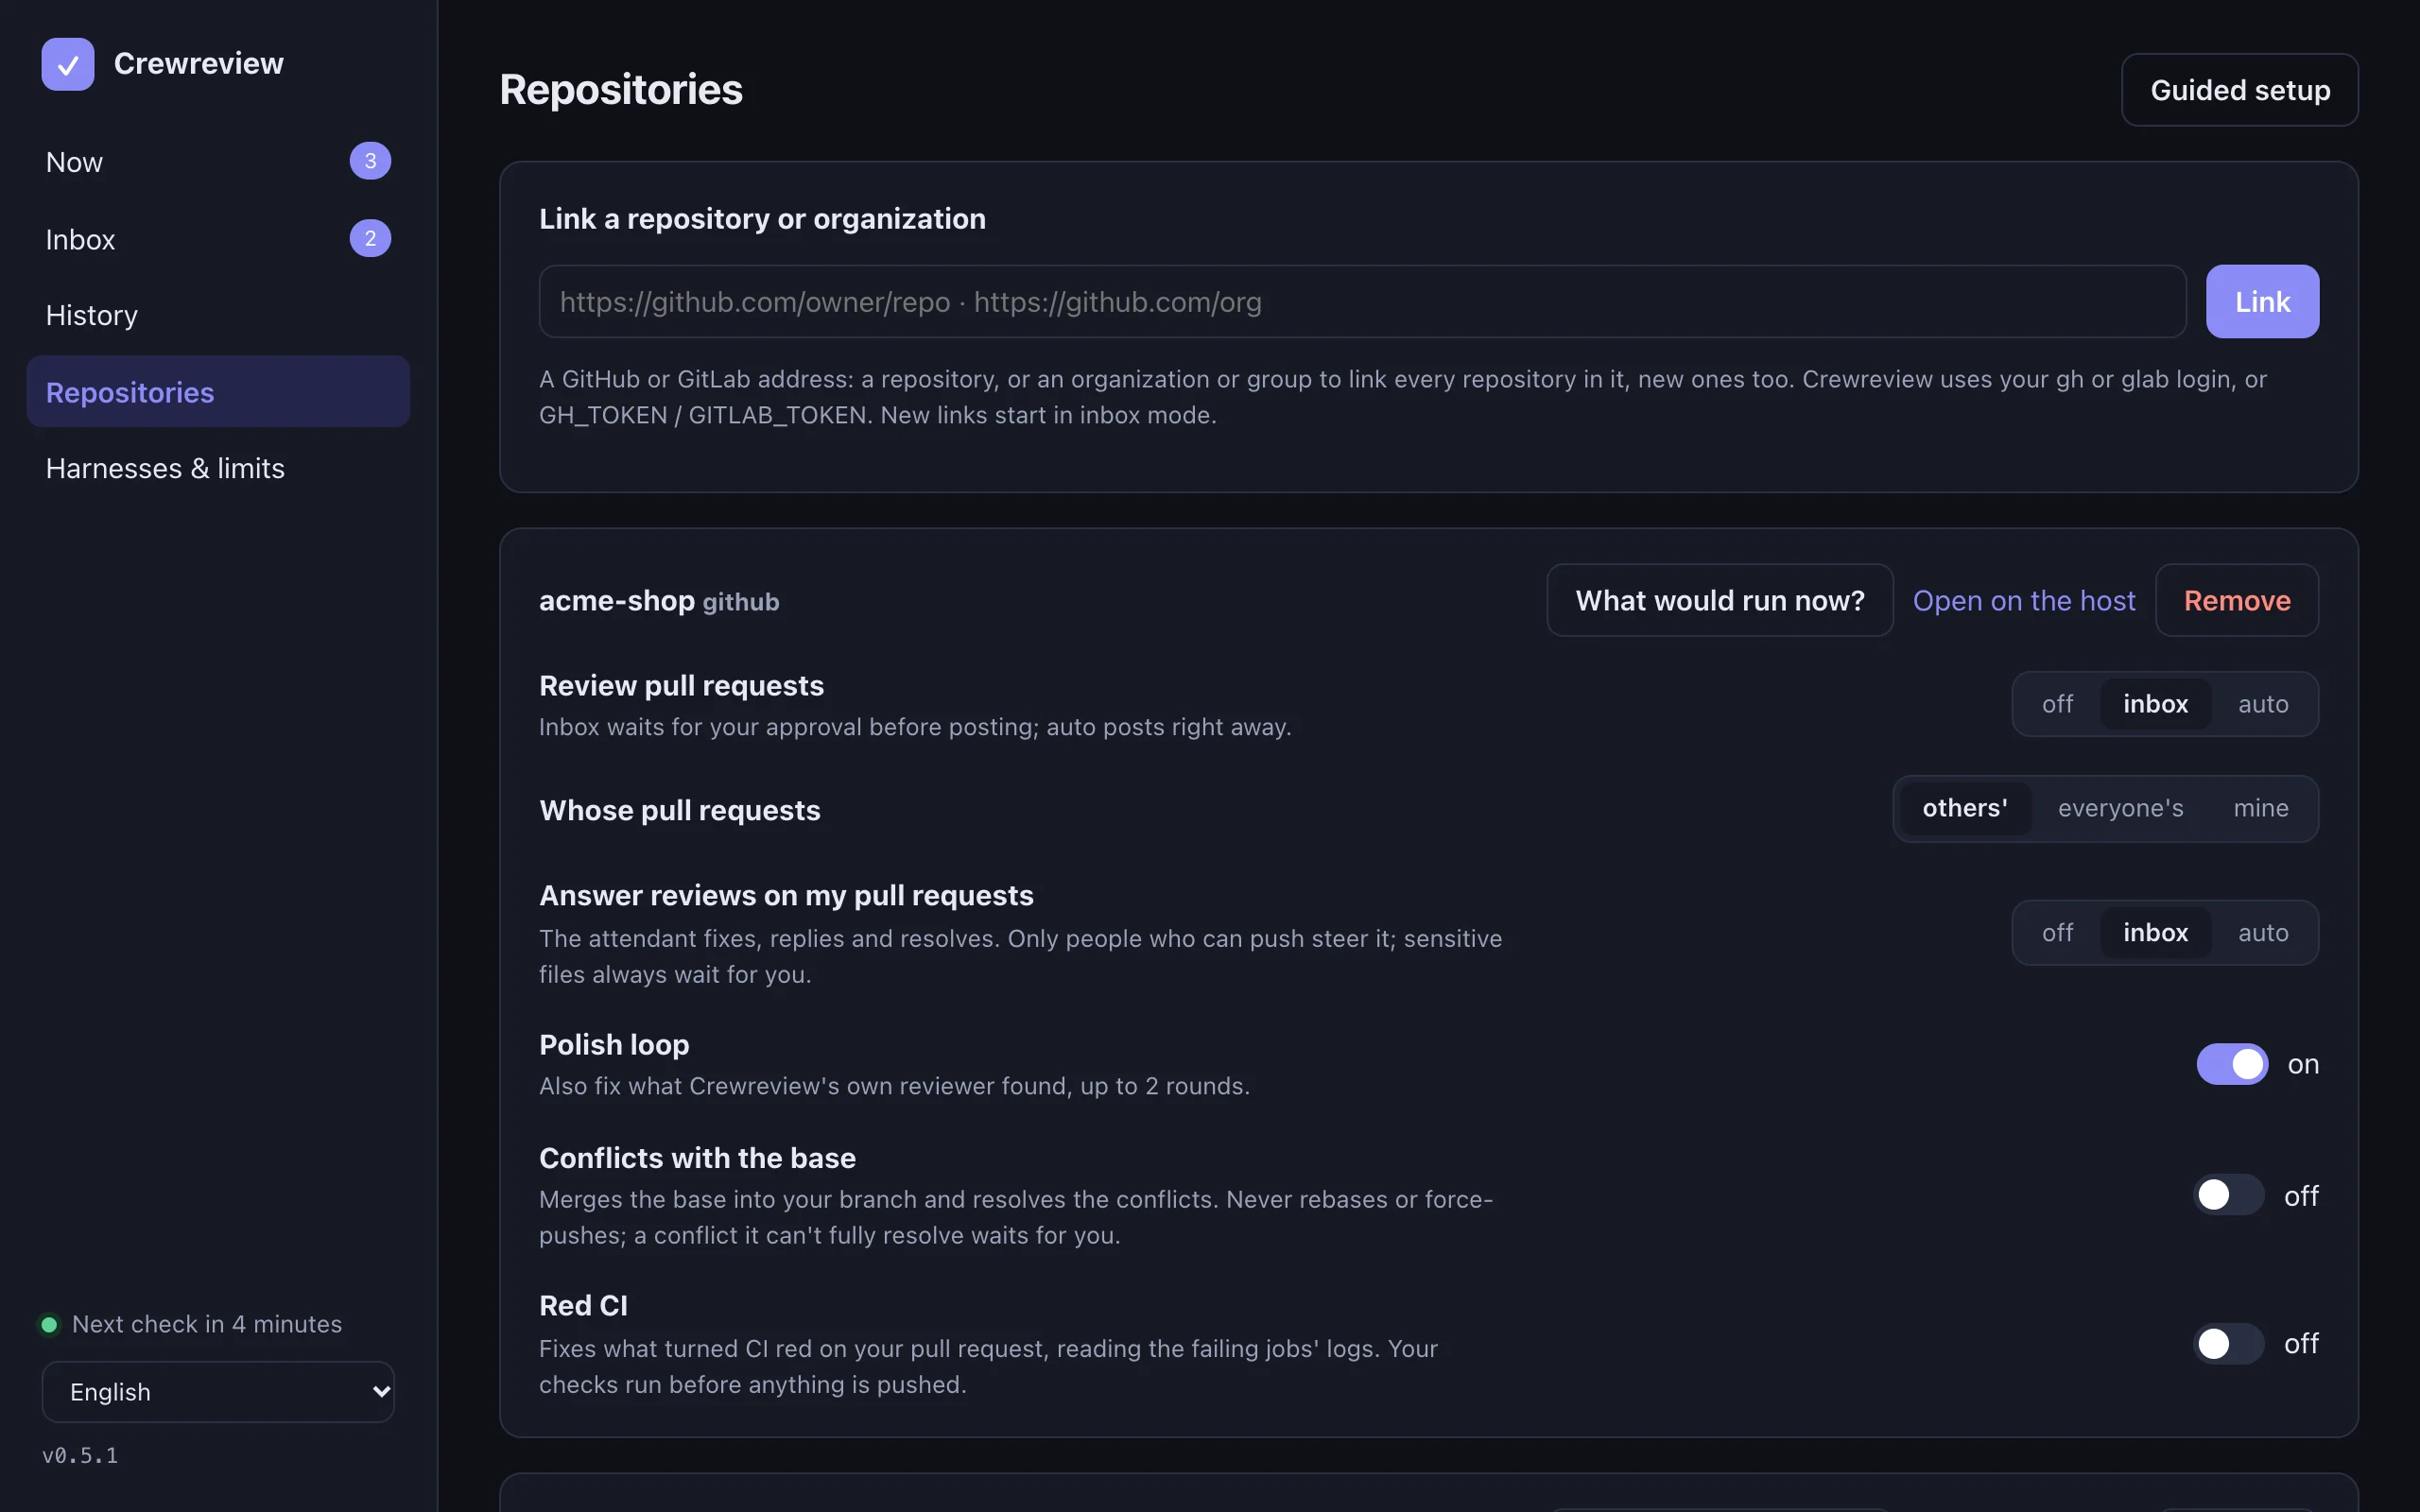 Crewreview
Now 3
Inbox 2
History
Repositories
Harnesses & limits
Next check in 4 minutes
English
v0.5.1
Repositories
Guided setup
Link a repository or organization
https://github.com/owner/repo · https://github.com/org
Link
A GitHub or GitLab address: a repository, or an organization or group to link every repository in it, new ones too. Crewreview uses your gh or glab login, or
GH_TOKEN / GITLAB_TOKEN. New links start in inbox mode.
acme-shop github
What would run now? Open on the host Remove
Review pull requests
Inbox waits for your approval before posting; auto posts right away.
off inbox auto
Whose pull requests
others' everyone's mine
Answer reviews on my pull requests
The attendant fixes, replies and resolves. Only people who can push steer it; sensitive
files always wait for you.
off inbox auto
Polish loop
Also fix what Crewreview's own reviewer found, up to 2 rounds.
on
Conflicts with the base
Merges the base into your branch and resolves the conflicts. Never rebases or force-
pushes; a conflict it can't fully resolve waits for you.
off
Red CI
Fixes what turned CI red on your pull request, reading the failing jobs' logs. Your
checks run before anything is pushed.
off